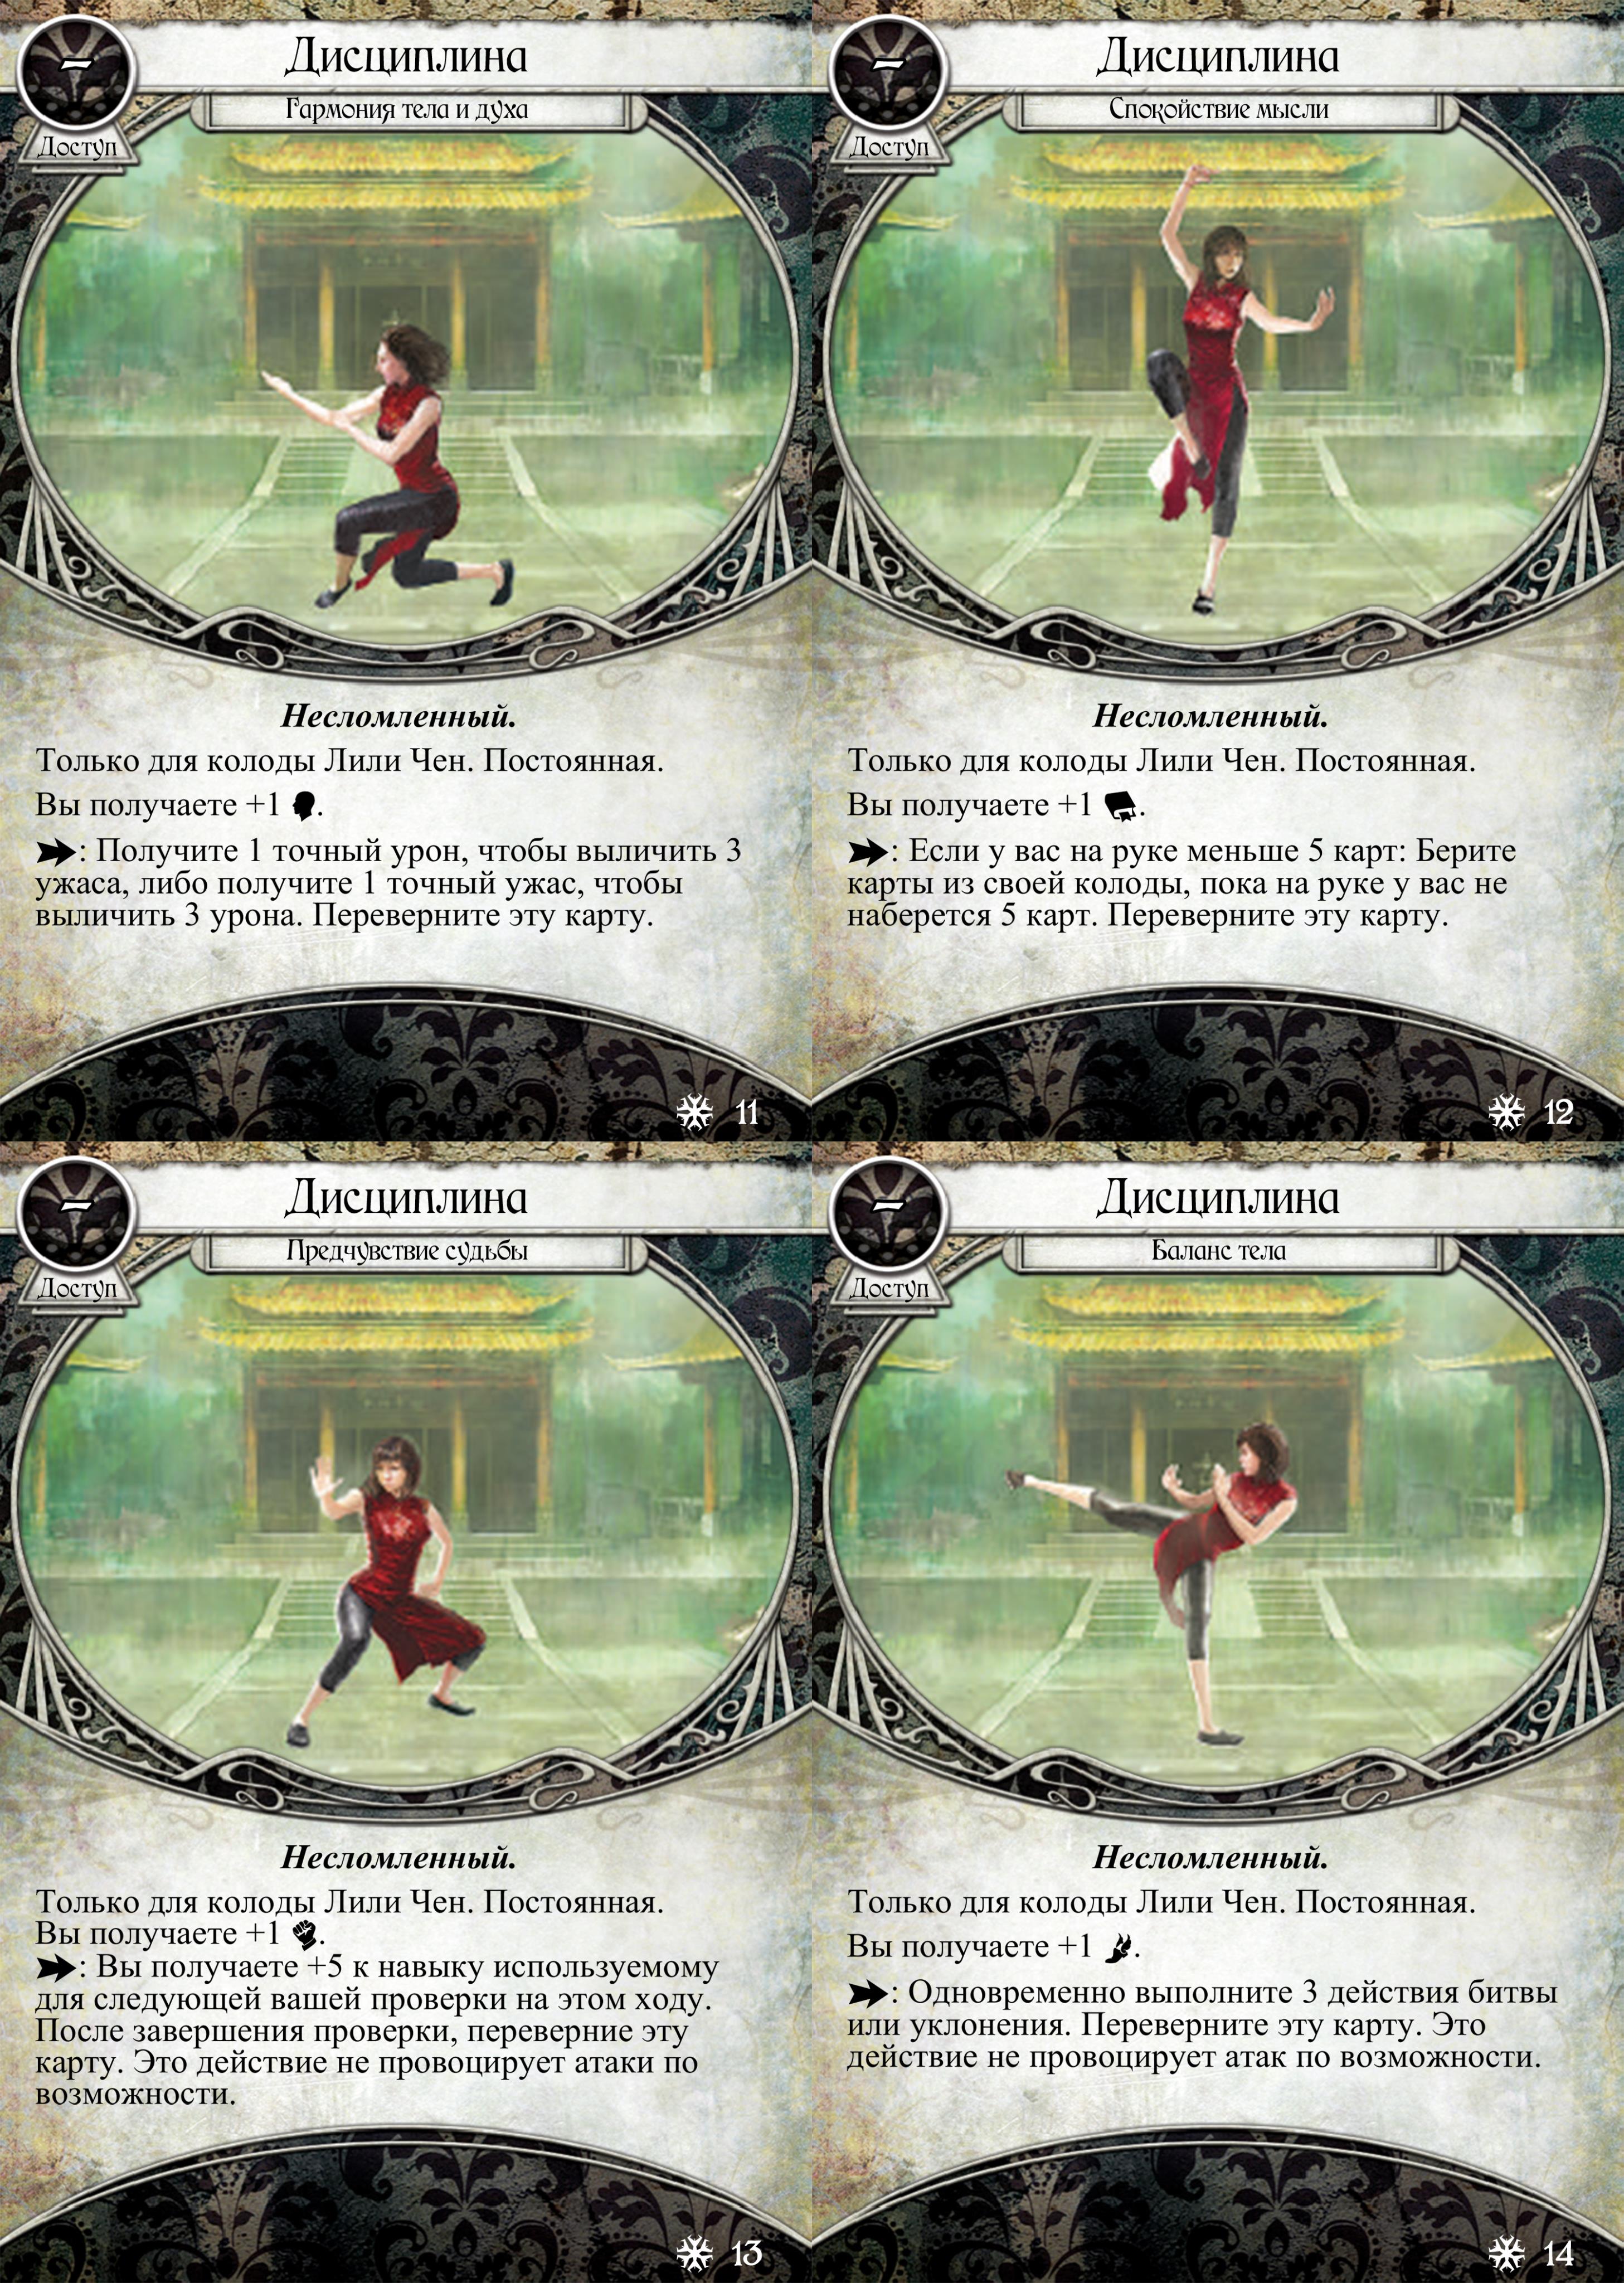 Дисциплина
Гармония тела и духа
Доступ
Несломленный.
Только для колоды Лили Чен. Постоянная.
Вы получаете +1 .
: Получите 1 точный урон, чтобы выличить 3
ужаса, либо получите 1 точный ужас, чтобы
выличить 3 урона. Переверните эту карту.
11
Дисциплина
Спокойствие мысли
Доступ
Несломленный.
Только для колоды Лили Чен. Постоянная.
Вы получаете +1 .
: Если у вас на руке меньше 5 карт: Берите
карты из своей колоды, пока на руке у вас не
наберется 5 карт. Переверните эту карту.
12
Дисциплина
Предчувствие судьбы
Доступ
Несломленный.
Только для колоды Лили Чен. Постоянная.
Вы получаете +1 .
: Вы получаете +5 к навыку используемому
для следующей вашей проверки на этом ходу.
После завершения проверки, переверние эту
карту. Это действие не провоцирует атаки по
возможности.
13
Дисциплина
Баланс тела
Доступ
Несломленный.
Только для колоды Лили Чен. Постоянная.
Вы получаете +1 .
: Одновременно выполните 3 действия битвы
или уклонения. Переверните эту карту. Это
действие не провоцирует атак по возможности.
14